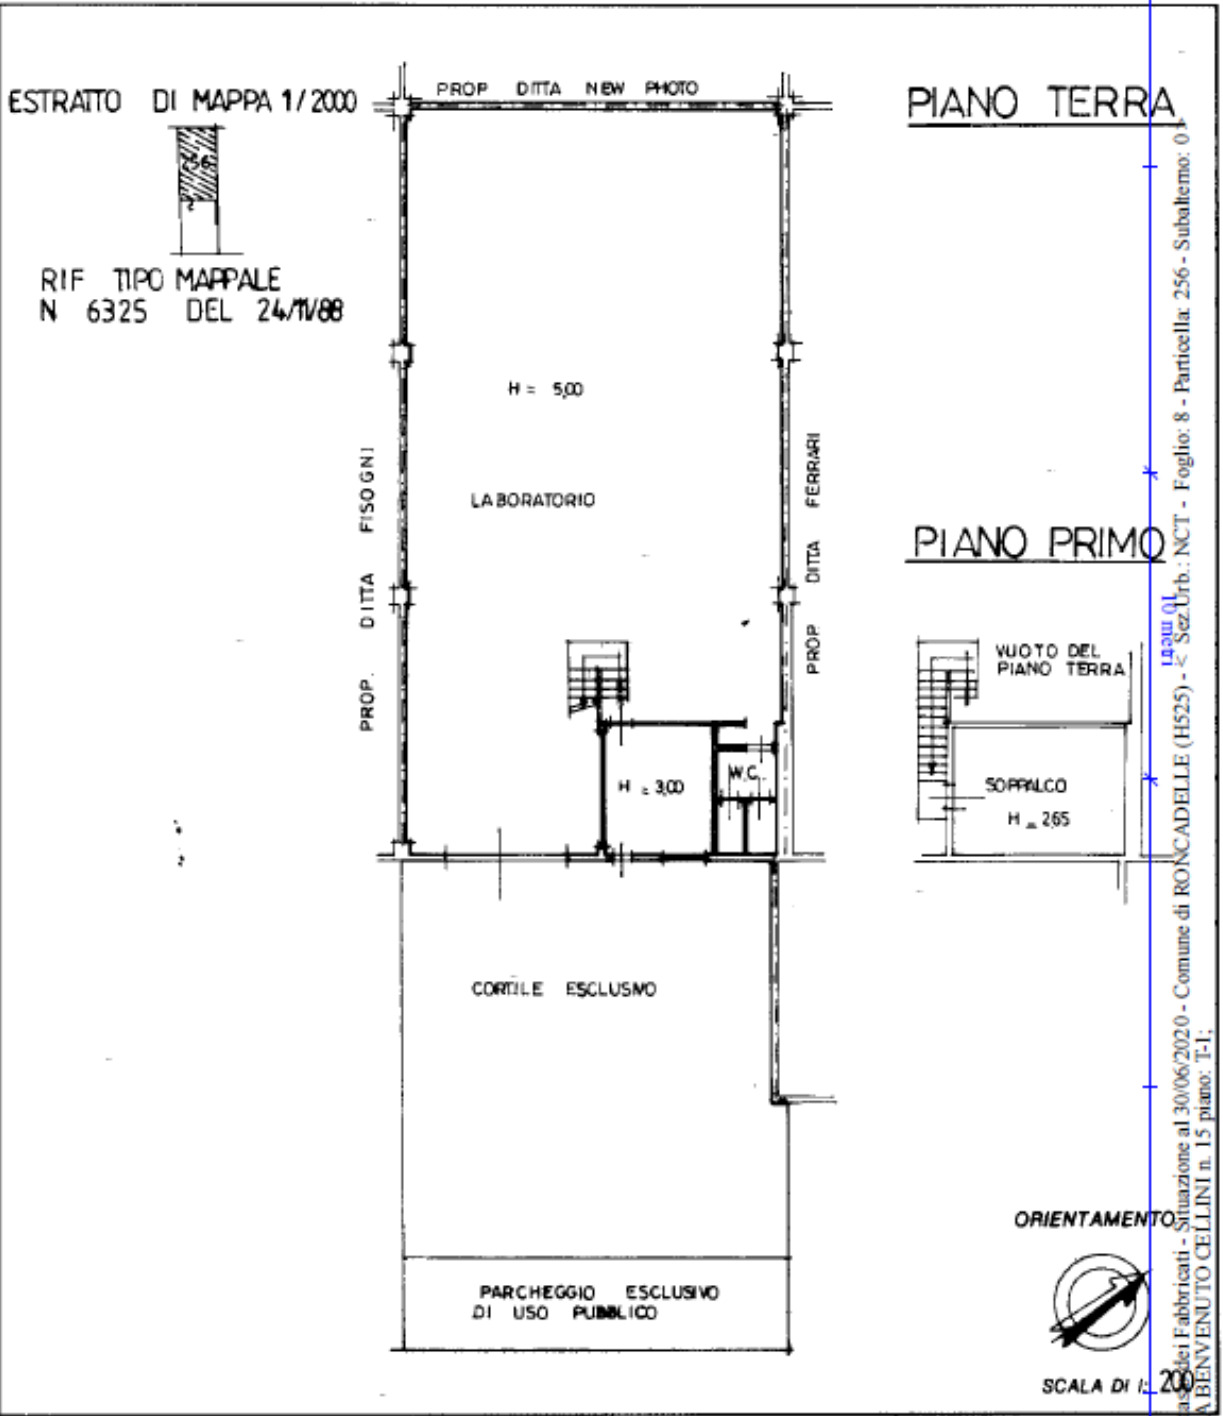 ESTRATTO DI MAPPA 1/2000
256
RIF TIPO MAPPALE
N 6325 DEL 24/11/88
PROP DITTA NEW PHOTO
PIANO TERRA
H = 5,00
LABORATORIO
PROP. DITTA FISOGNI
PROP. DITTA FERRARI
W.C.
H = 3,00
CORTILE ESCLUSIVO
PARCHEGGIO ESCLUSIVO
DI USO PUBBLICO
PIANO PRIMO
VUOTO DEL
PIANO TERRA
SOPPALCO
H = 2,65
ORIENTAMENTO
SCALA DI 1: 200
10 metri
dei Fabbricati - Situazione al 30/06/2020 - Comune di RONCADELLE (H525) - < Sez.Urb.: NCT - Foglio: 8 - Particella: 256 - Subalterno: 0 >
A BENVENUTO CELLINI n. 15 piano: T-1;